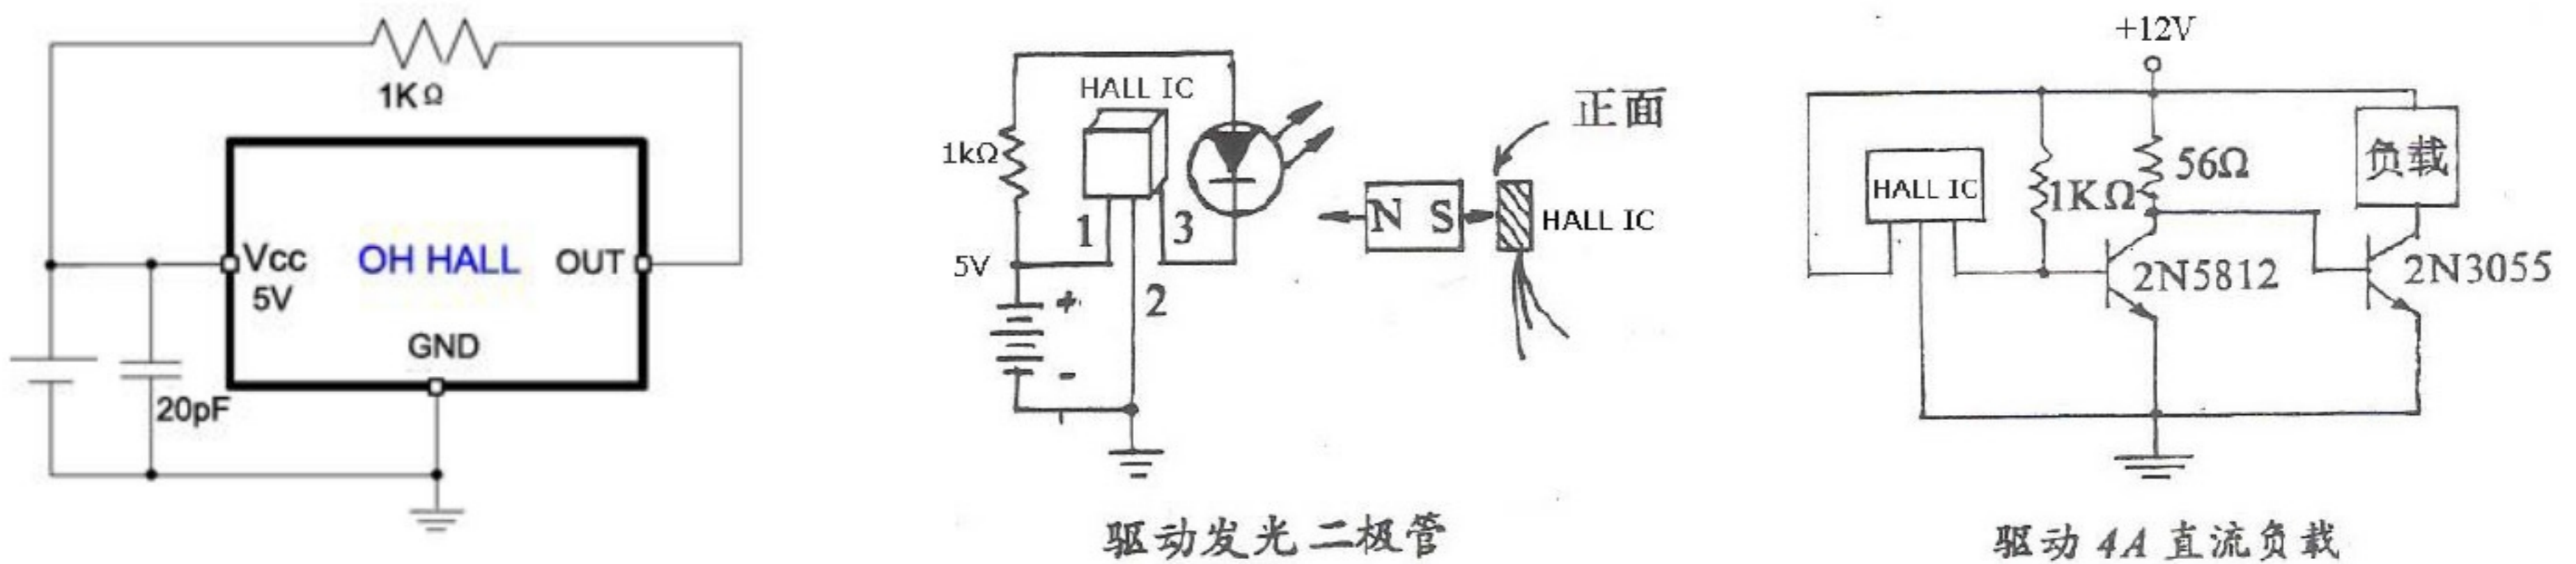 1KΩ
Vcc
OH HALL
OUT
5V
GND
20pF
HALL IC
正面
1kΩ
N S
HALL IC
1
3
5V
+
2
-
驱动发光二极管
+12V
HALL IC
1KΩ
56Ω
负载
2N5812
2N3055
驱动4A直流负载